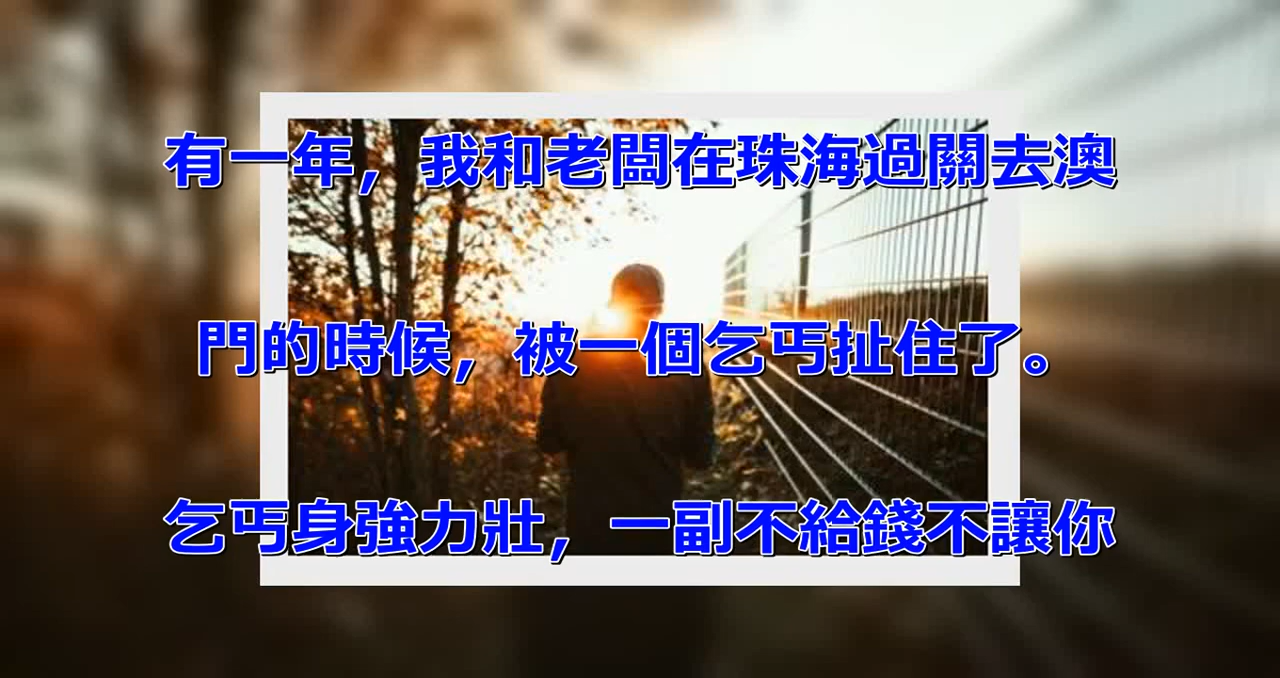 有一年，我和老闆在珠海過關去澳
門的時候，被一個乞丐扯住了。
乞丐身強力壯，一副不給錢不讓你